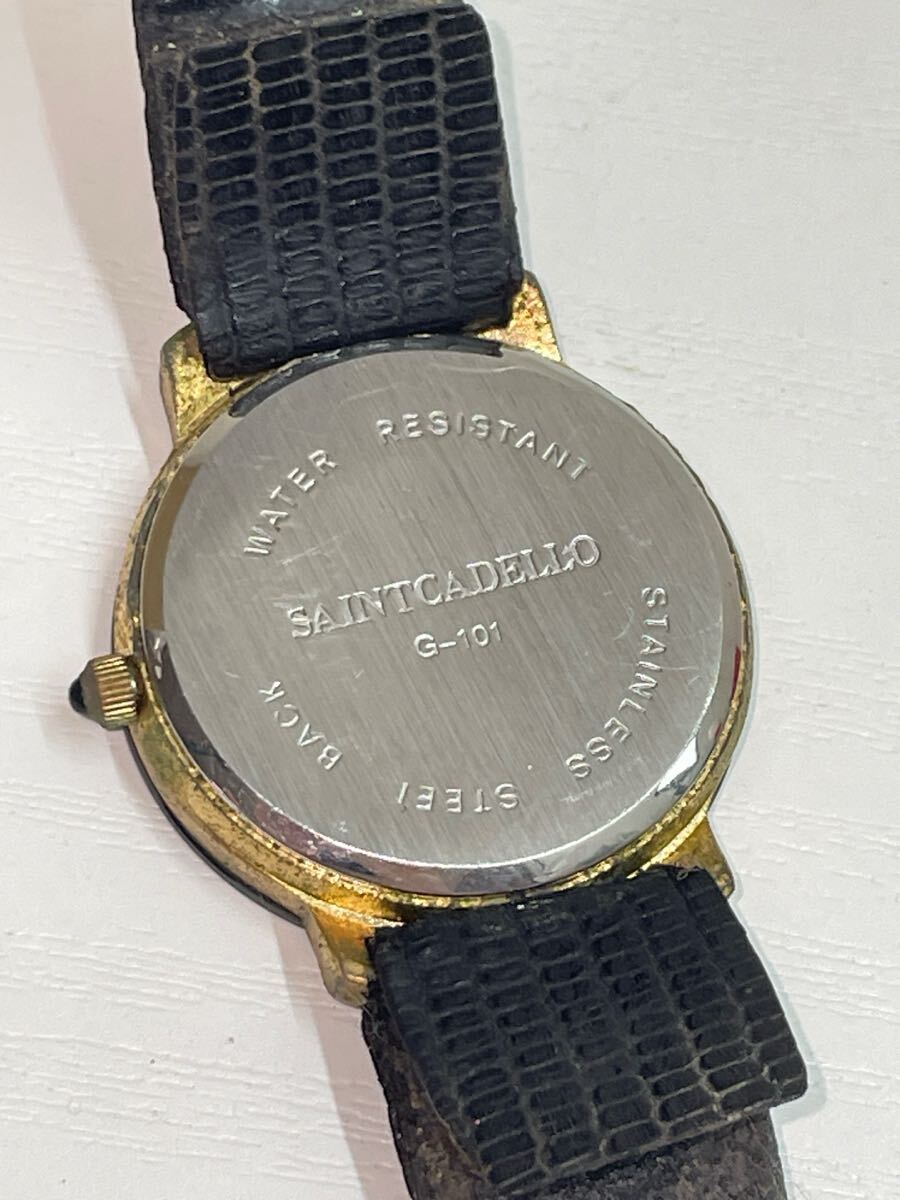 WATER RESISTANT
SAINTCADELLO
G-101
STAINLESS STEEL BACK